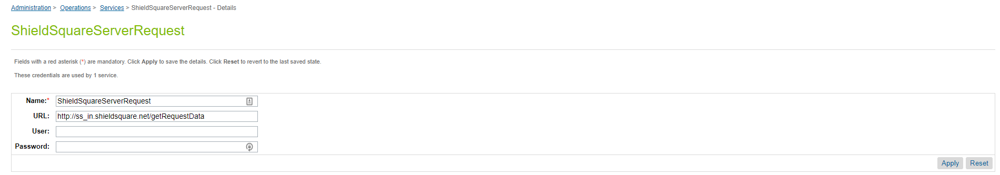 Administration > Operations > Services > ShieldSquareServerRequest - Details
ShieldSquareServerRequest
Fields with a red asterisk (*) are mandatory. Click Apply to save the details. Click Reset to revert to the last saved state.
These credentials are used by 1 service.
Name:* ShieldSquareServerRequest
URL: http://ss_in.shieldsquare.net/getRequestData
User:
Password:
Apply Reset